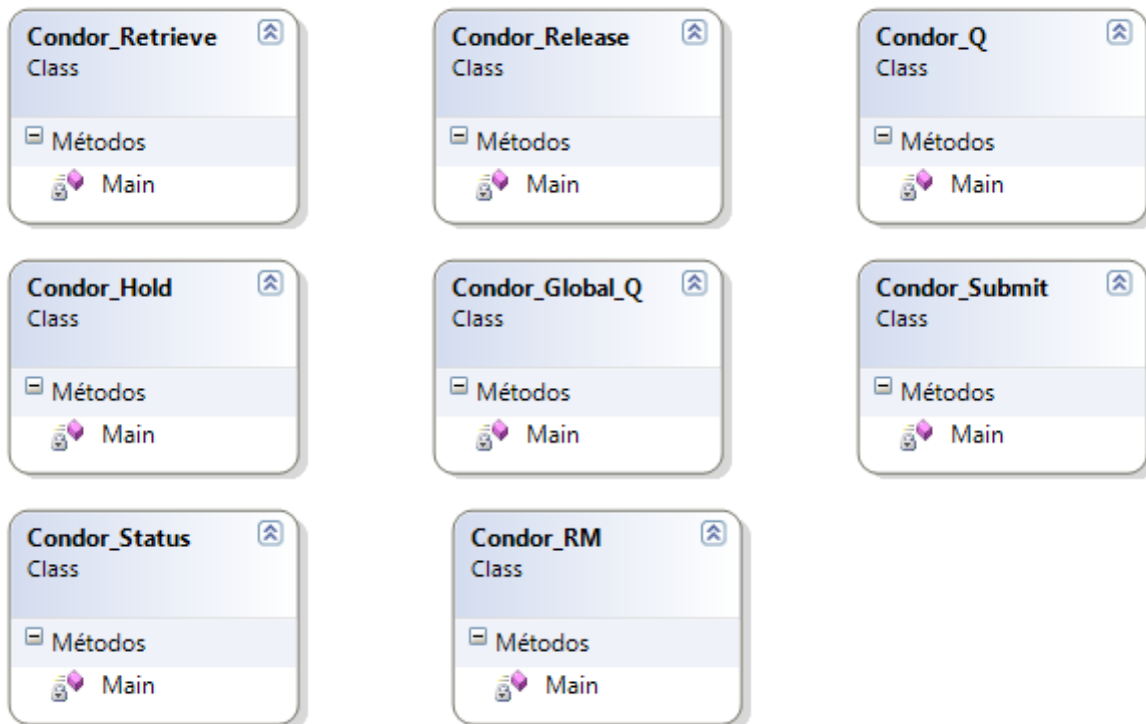 Condor_Retrieve
Class
Métodos
Main
Condor_Release
Class
Métodos
Main
Condor_Q
Class
Métodos
Main
Condor_Hold
Class
Métodos
Main
Condor_Global_Q
Class
Métodos
Main
Condor_Submit
Class
Métodos
Main
Condor_Status
Class
Métodos
Main
Condor_RM
Class
Métodos
Main